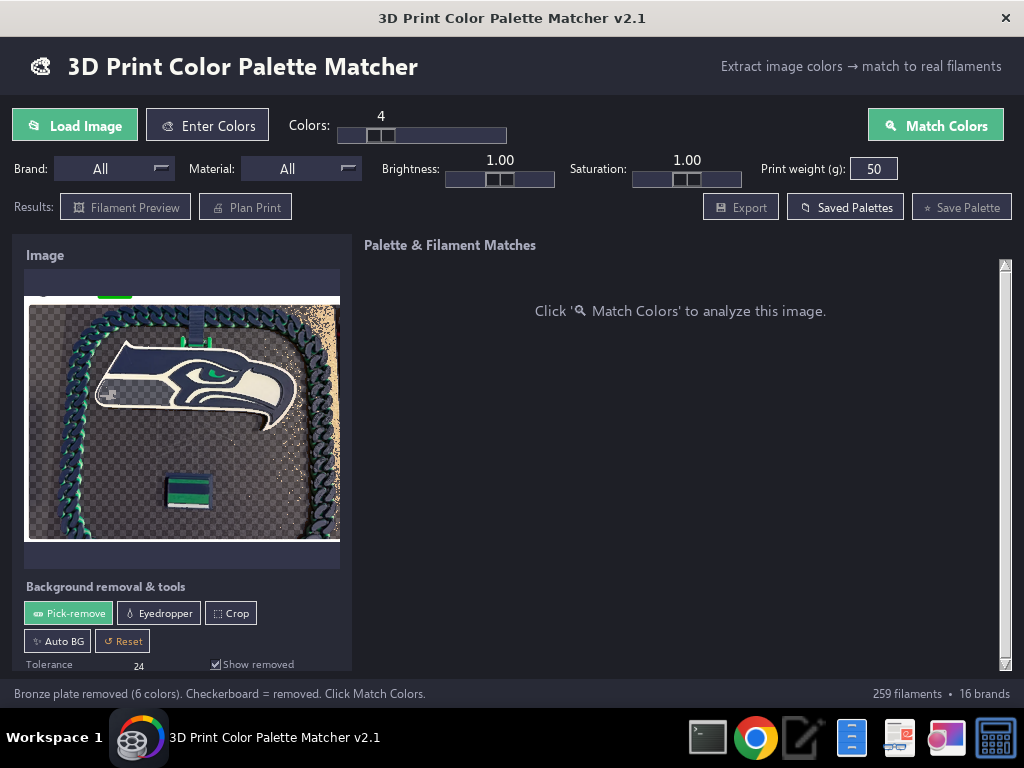 3D Print Color Palette Matcher v2.1
3D Print Color Palette Matcher
Extract image colors → match to real filaments
Load Image
Enter Colors
Colors:
4
Match Colors
Brand:
All
Material:
All
Brightness:
1.00
Saturation:
1.00
Print weight (g):
50
Results:
Filament Preview
Plan Print
Export
Saved Palettes
Save Palette
Image
Palette & Filament Matches
Click '🔍 Match Colors' to analyze this image.
Background removal & tools
Pick-remove
Eyedropper
Crop
Auto BG
Reset
Tolerance
24
Show removed
Bronze plate removed (6 colors). Checkerboard = removed. Click Match Colors.
259 filaments • 16 brands
Workspace 1
3D Print Color Palette Matcher v2.1